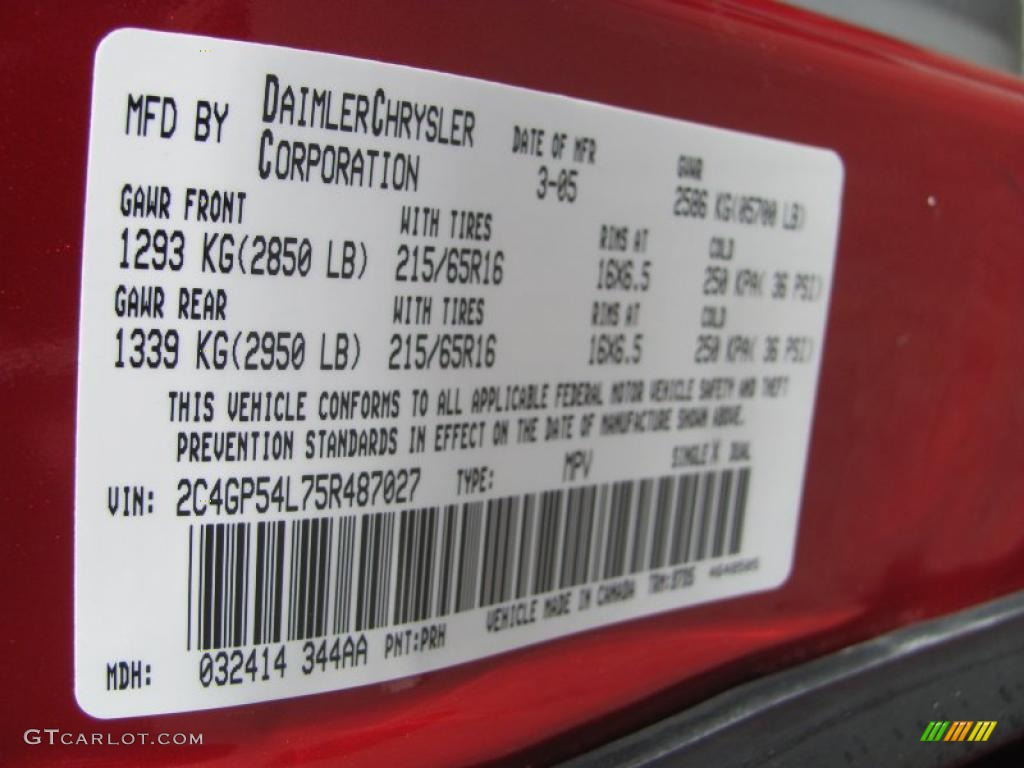 MFD BY DAIMLERCHRYSLER CORPORATION
DATE OF MFR 3-05
GVWR 2586 KG(05700 LB)
GAWR FRONT WITH TIRES RIMS AT COLD
1293 KG(2850 LB) 215/65R16 16X6.5 250 KPA( 36 PSI)
GAWR REAR WITH TIRES RIMS AT COLD
1339 KG(2950 LB) 215/65R16 16X6.5 250 KPA( 36 PSI)
THIS VEHICLE CONFORMS TO ALL APPLICABLE FEDERAL MOTOR VEHICLE SAFETY AND THEFT
PREVENTION STANDARDS IN EFFECT ON THE DATE OF MANUFACTURE SHOWN ABOVE.
VIN: 2C4GP54L75R487027 TYPE: MPV SINGLE X DUAL
VEHICLE MADE IN CANADA
MDH: 032414 344AA PNT:PRH
GTCARLOT.COM